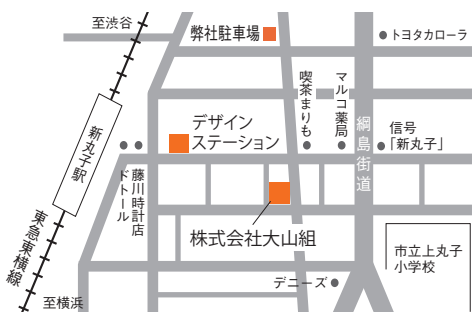 至渋谷
弊社駐車場
トヨタカローラ
新丸子駅
デザイン
ステーション
喫茶まりも
マルコ薬局
綱島街道
信号
「新丸子」
藤川時計店
ドトール
東急東横線
株式会社大山組
市立上丸子
小学校
デニーズ
至横浜